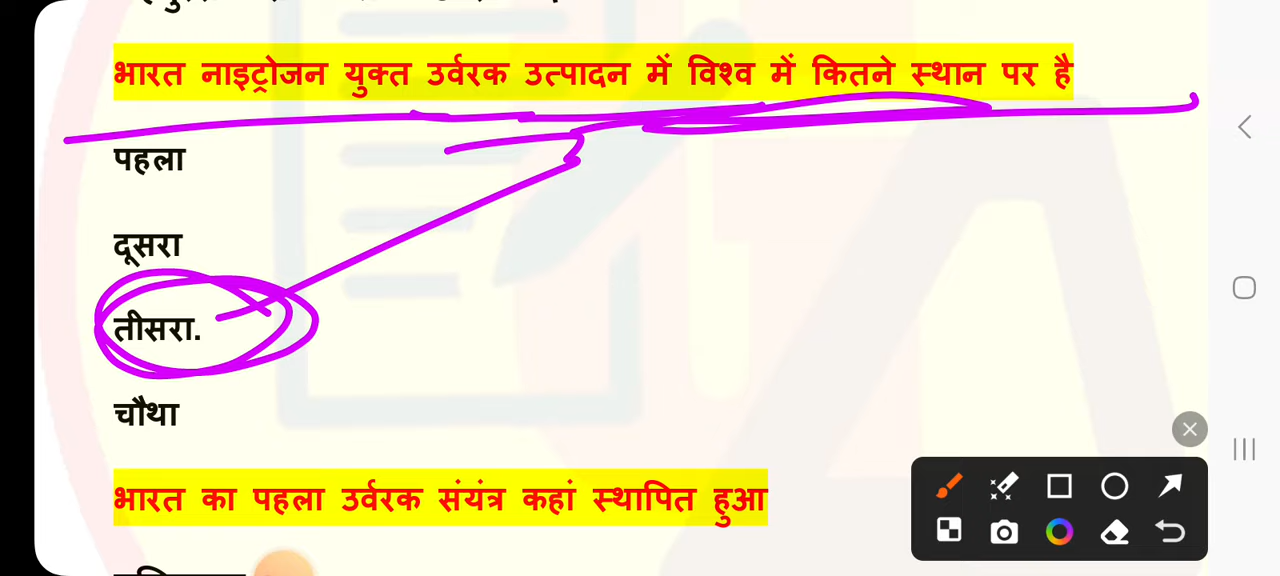 भारत नाइट्रोजन युक्त उर्वरक उत्पादन में विश्व में कितने स्थान पर है
पहला
दूसरा
तीसरा.
चौथा
भारत का पहला उर्वरक संयंत्र कहां स्थापित हुआ